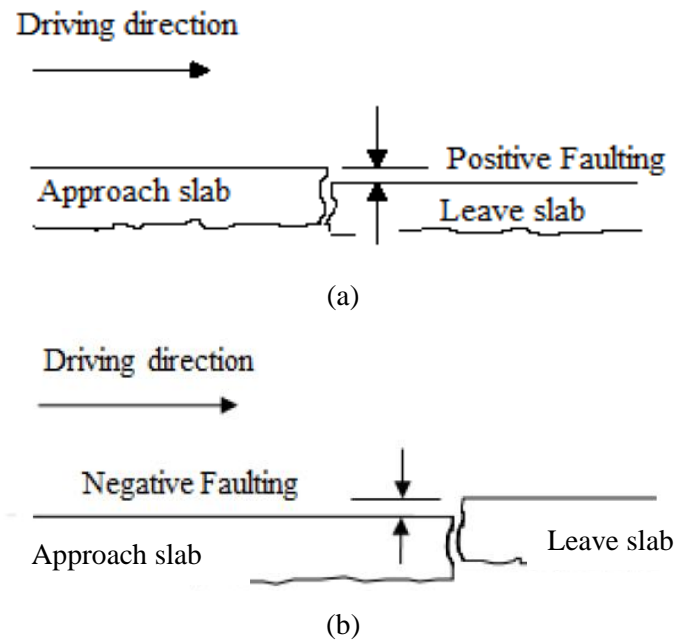 Driving direction
Positive Faulting
Approach slab
Leave slab
(a)
Driving direction
Negative Faulting
Approach slab
Leave slab
(b)